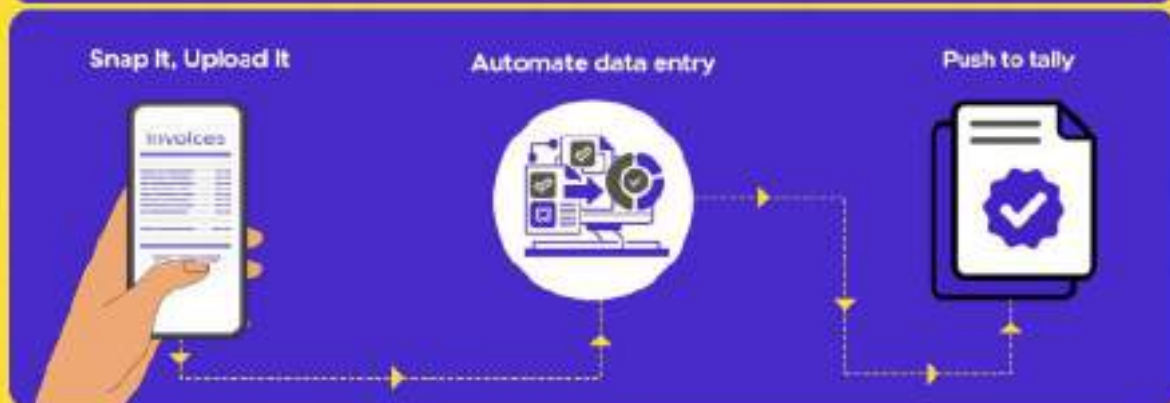 Snap It, Upload It
Automate data entry
Push to tally
Invoices